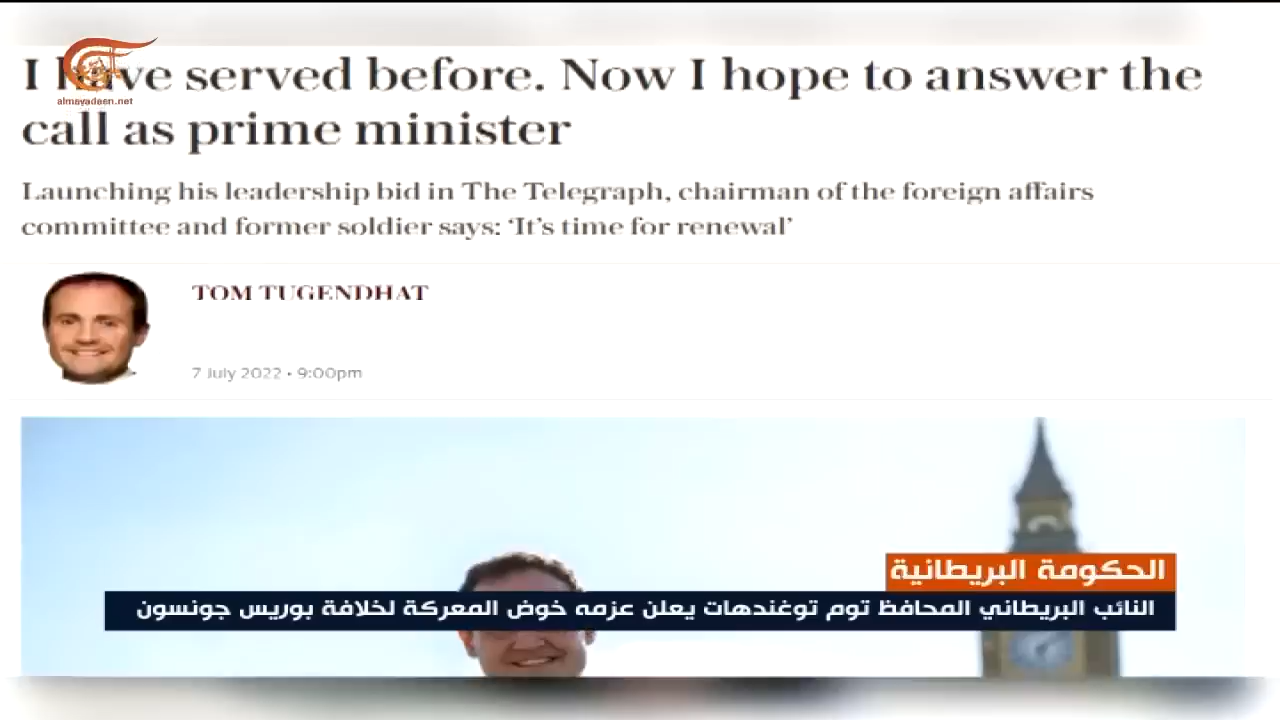 almayadeen.net
I have served before. Now I hope to answer the
call as prime minister
Launching his leadership bid in The Telegraph, chairman of the foreign affairs
committee and former soldier says: ‘It’s time for renewal’
TOM TUGENDHAT
7 July 2022 • 9:00pm
الحكومة البريطانية
النائب البريطاني المحافظ توم توغندهات يعلن عزمه خوض المعركة لخلافة بوريس جونسون